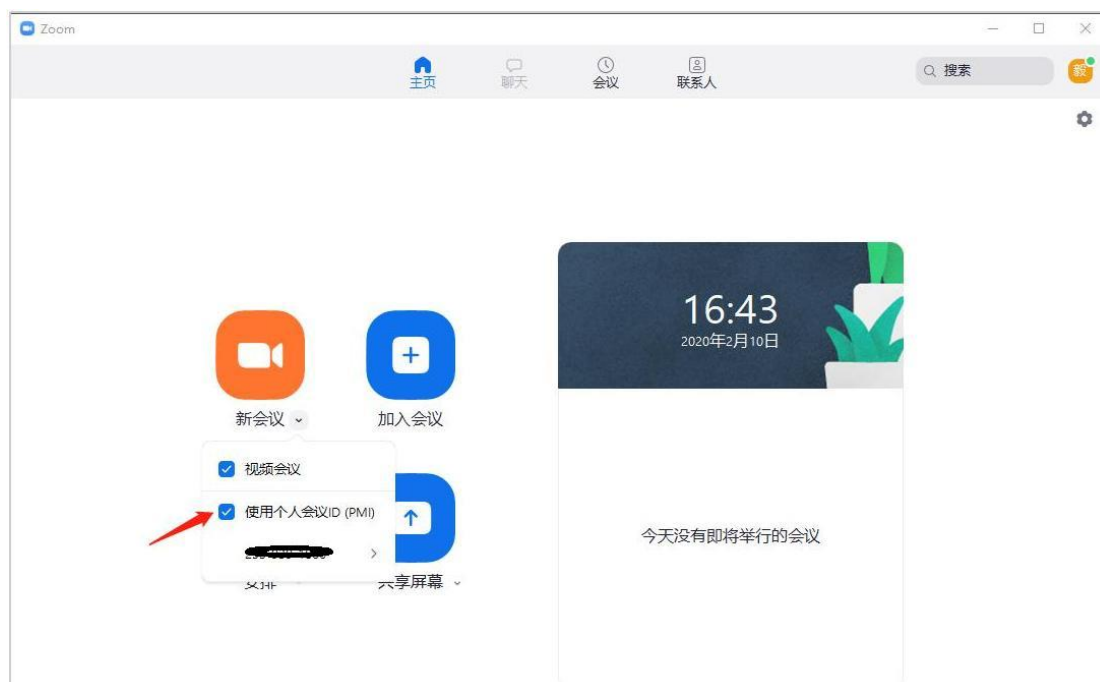 Zoom
主页
聊天
会议
联系人
搜索
毅
16:43
2020年2月10日
新会议
加入会议
视频会议
使用个人会议ID (PMI)
今天没有即将举行的会议
安排
共享屏幕